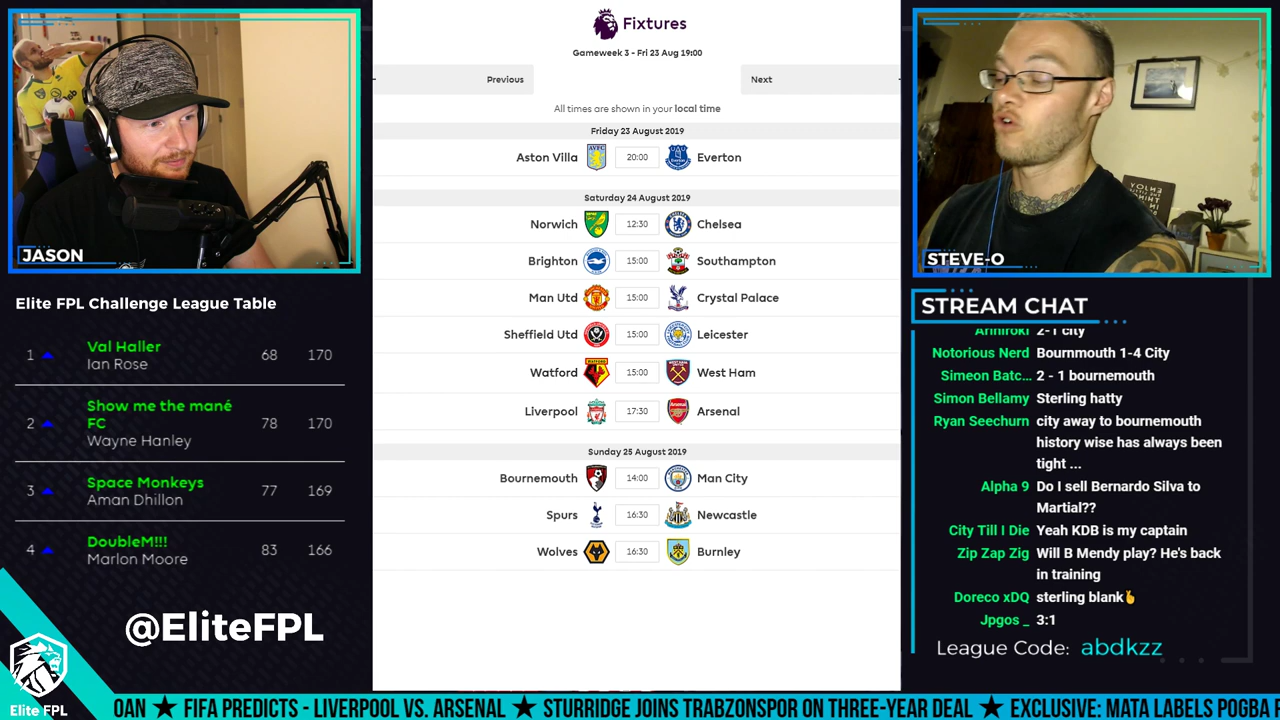 JASON
Elite FPL Challenge League Table
1 Val Haller 68 170
Ian Rose
2 Show me the mané FC 78 170
Wayne Hanley
3 Space Monkeys 77 169
Aman Dhillon
4 DoubleM!!! 83 166
Marlon Moore
@EliteFPL
Elite FPL
Fixtures
Gameweek 3 - Fri 23 Aug 19:00
Previous
Next
All times are shown in your local time
Friday 23 August 2019
Aston Villa AVFC 20:00 Everton
Saturday 24 August 2019
Norwich 12:30 Chelsea
Brighton 15:00 Southampton
Man Utd 15:00 Crystal Palace
Sheffield Utd 15:00 Leicester
Watford 15:00 West Ham
Liverpool 17:30 Arsenal
Sunday 25 August 2019
Bournemouth 14:00 Man City
Spurs 16:30 Newcastle
Wolves 16:30 Burnley
STEVE-O
STREAM CHAT
2-1 city
Notorious Nerd Bournmouth 1-4 City
Simeon Batc... 2 - 1 bournemouth
Simon Bellamy Sterling hatty
Ryan Seechurn city away to bournemouth
history wise has always been
tight ...
Alpha 9 Do I sell Bernardo Silva to
Martial??
City Till I Die Yeah KDB is my captain
Zip Zap Zig Will B Mendy play? He's back
in training
Doreco xDQ sterling blank🤞
Jpgos _ 3:1
League Code: abdkzz
OAN ★ FIFA PREDICTS - LIVERPOOL VS. ARSENAL ★ STURRIDGE JOINS TRABZONSPOR ON THREE-YEAR DEAL ★ EXCLUSIVE: MATA LABELS POGBA